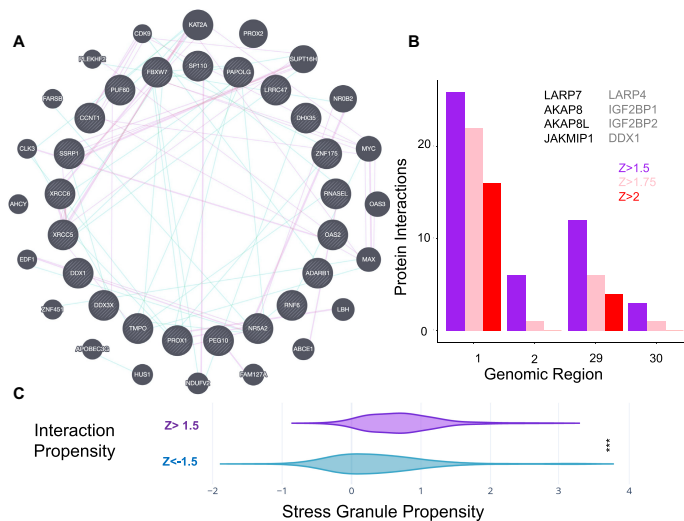 A
KAT2A
PROX2
CDK9
SUPT16H
PLEKHF2
FBXW7
SP110
PAPOLG
PUF60
LRRC47
FARSB
NR0B2
CCNT1
DHX35
CLK3
SSRP1
ZNF175
MYC
XRCC6
RNASEL
AHCY
OAS3
XRCC5
OAS2
EDF1
MAX
DDX1
ADARB1
ZNF451
DDX3X
RNF6
LBH
TMPO
PROX1
PEG10
NR5A2
APOBEC3G
ABCE1
HUS1
NDUFV2
FAM127A
B
LARP7 LARP4
AKAP8 IGF2BP1
AKAP8L IGF2BP2
JAKMIP1 DDX1
Z>1.5
Z>1.75
Z>2
Protein Interactions
20
10
0
1 2 29 30
Genomic Region
C
Interaction
Propensity
Z> 1.5
Z<-1.5
***
−2 −1 0 1 2 3 4
Stress Granule Propensity